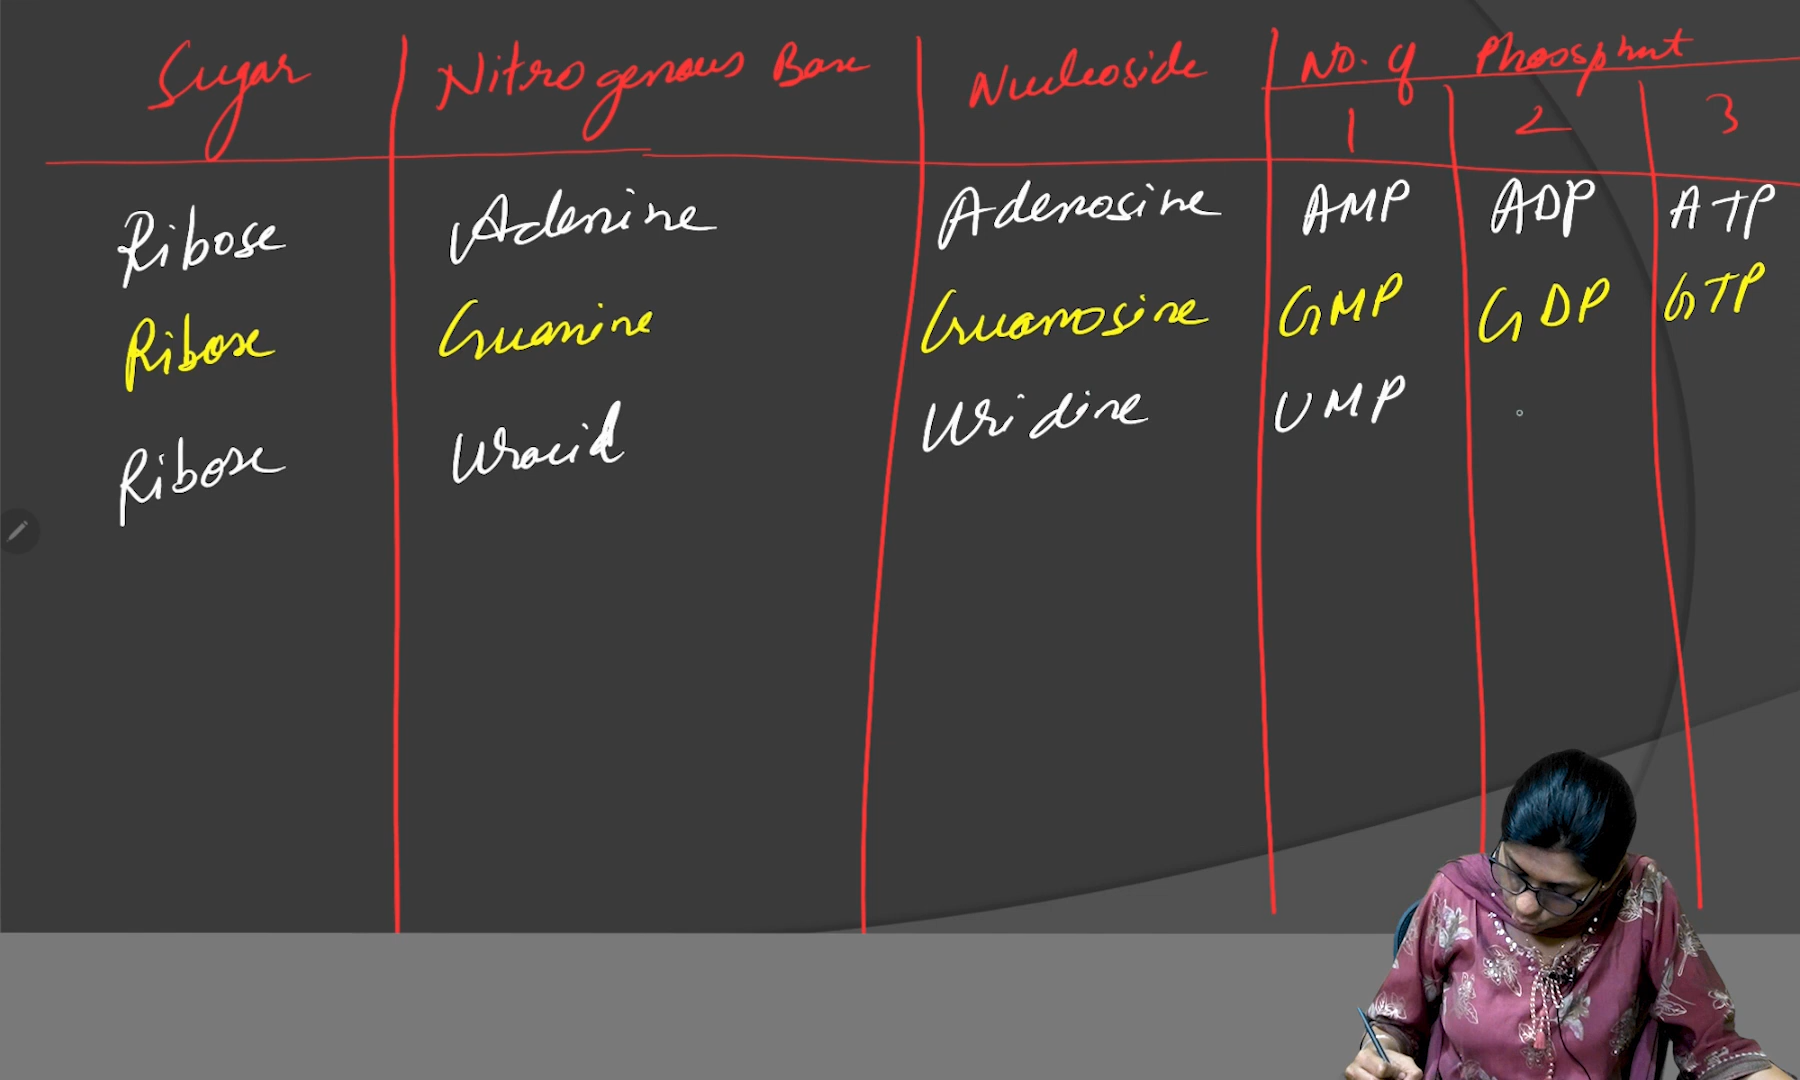 Sugar Nitrogenous Base Nucleoside No. of Phosphat
1 2 3
Ribose Adenine Adenosine AMP ADP ATP
Ribose Guanine Guanosine GMP GDP GTP
Ribose Uracil Uridine UMP